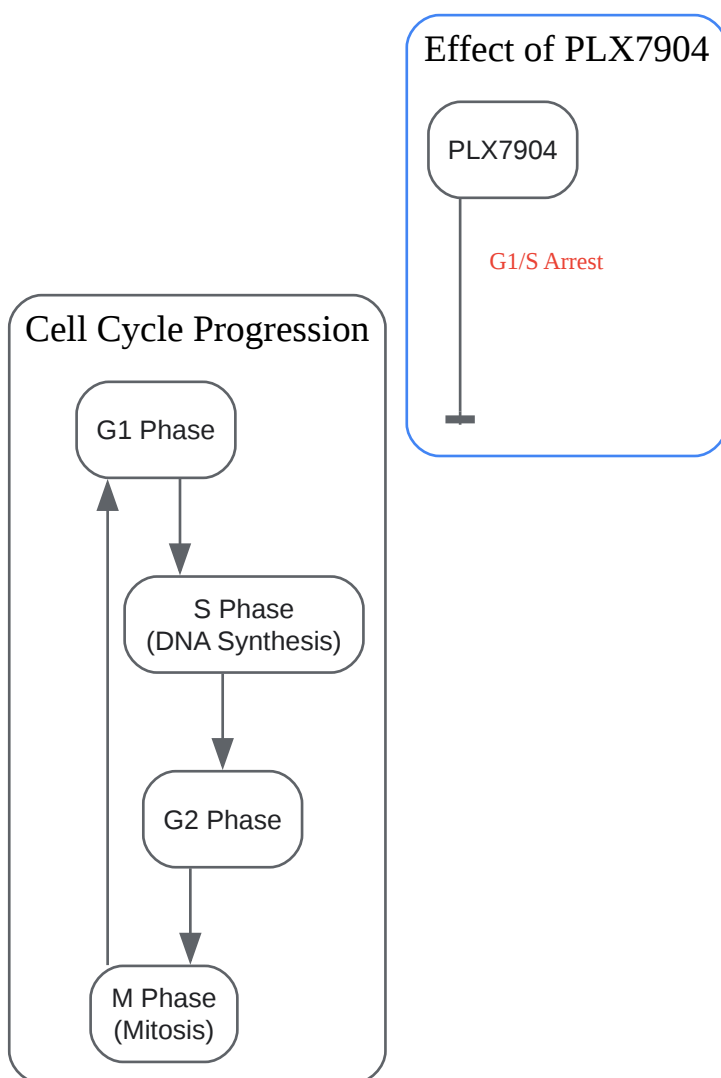 Effect of PLX7904
PLX7904
G1/S Arrest
Cell Cycle Progression
G1 Phase
S Phase
(DNA Synthesis)
G2 Phase
M Phase
(Mitosis)